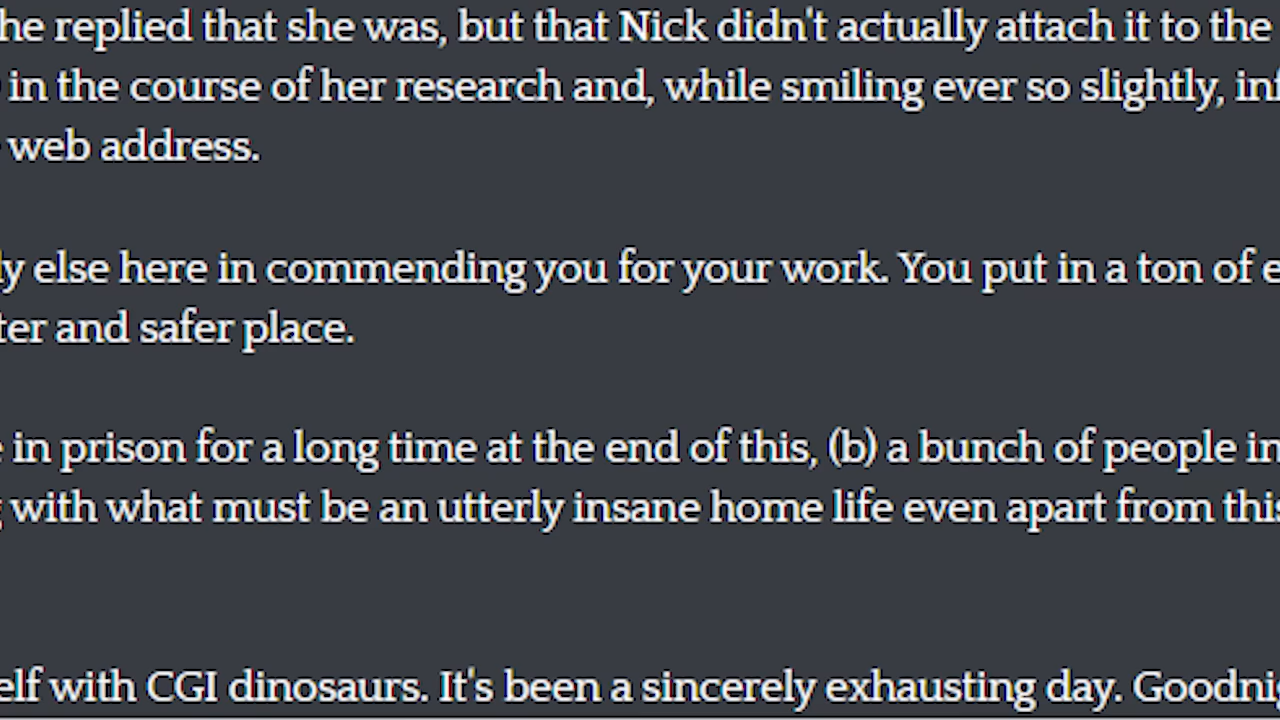 he replied that she was, but that Nick didn't actually attach it to the
in the course of her research and, while smiling ever so slightly, inf
web address.
ly else here in commending you for your work. You put in a ton of e
ter and safer place.
in prison for a long time at the end of this, (b) a bunch of people in
with what must be an utterly insane home life even apart from this
elf with CGI dinosaurs. It's been a sincerely exhausting day. Goodnig